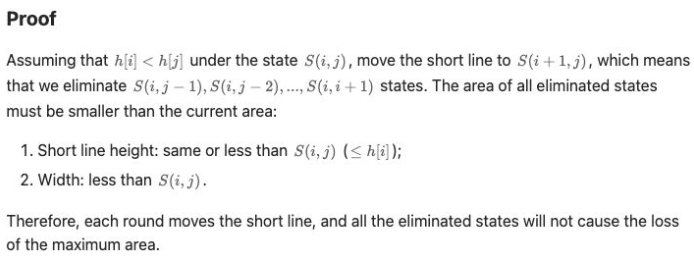 Proof
Assuming that h[i] < h[j] under the state S(i, j), move the short line to S(i + 1, j), which means
that we eliminate S(i, j − 1), S(i, j − 2), ..., S(i, i + 1) states. The area of all eliminated states
must be smaller than the current area:
1. Short line height: same or less than S(i, j) (≤ h[i]);
2. Width: less than S(i, j).
Therefore, each round moves the short line, and all the eliminated states will not cause the loss
of the maximum area.